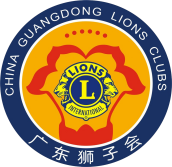 CHINA GUANGDONG LIONS CLUBS
LIONS
L
INTERNATIONAL
广东狮子会